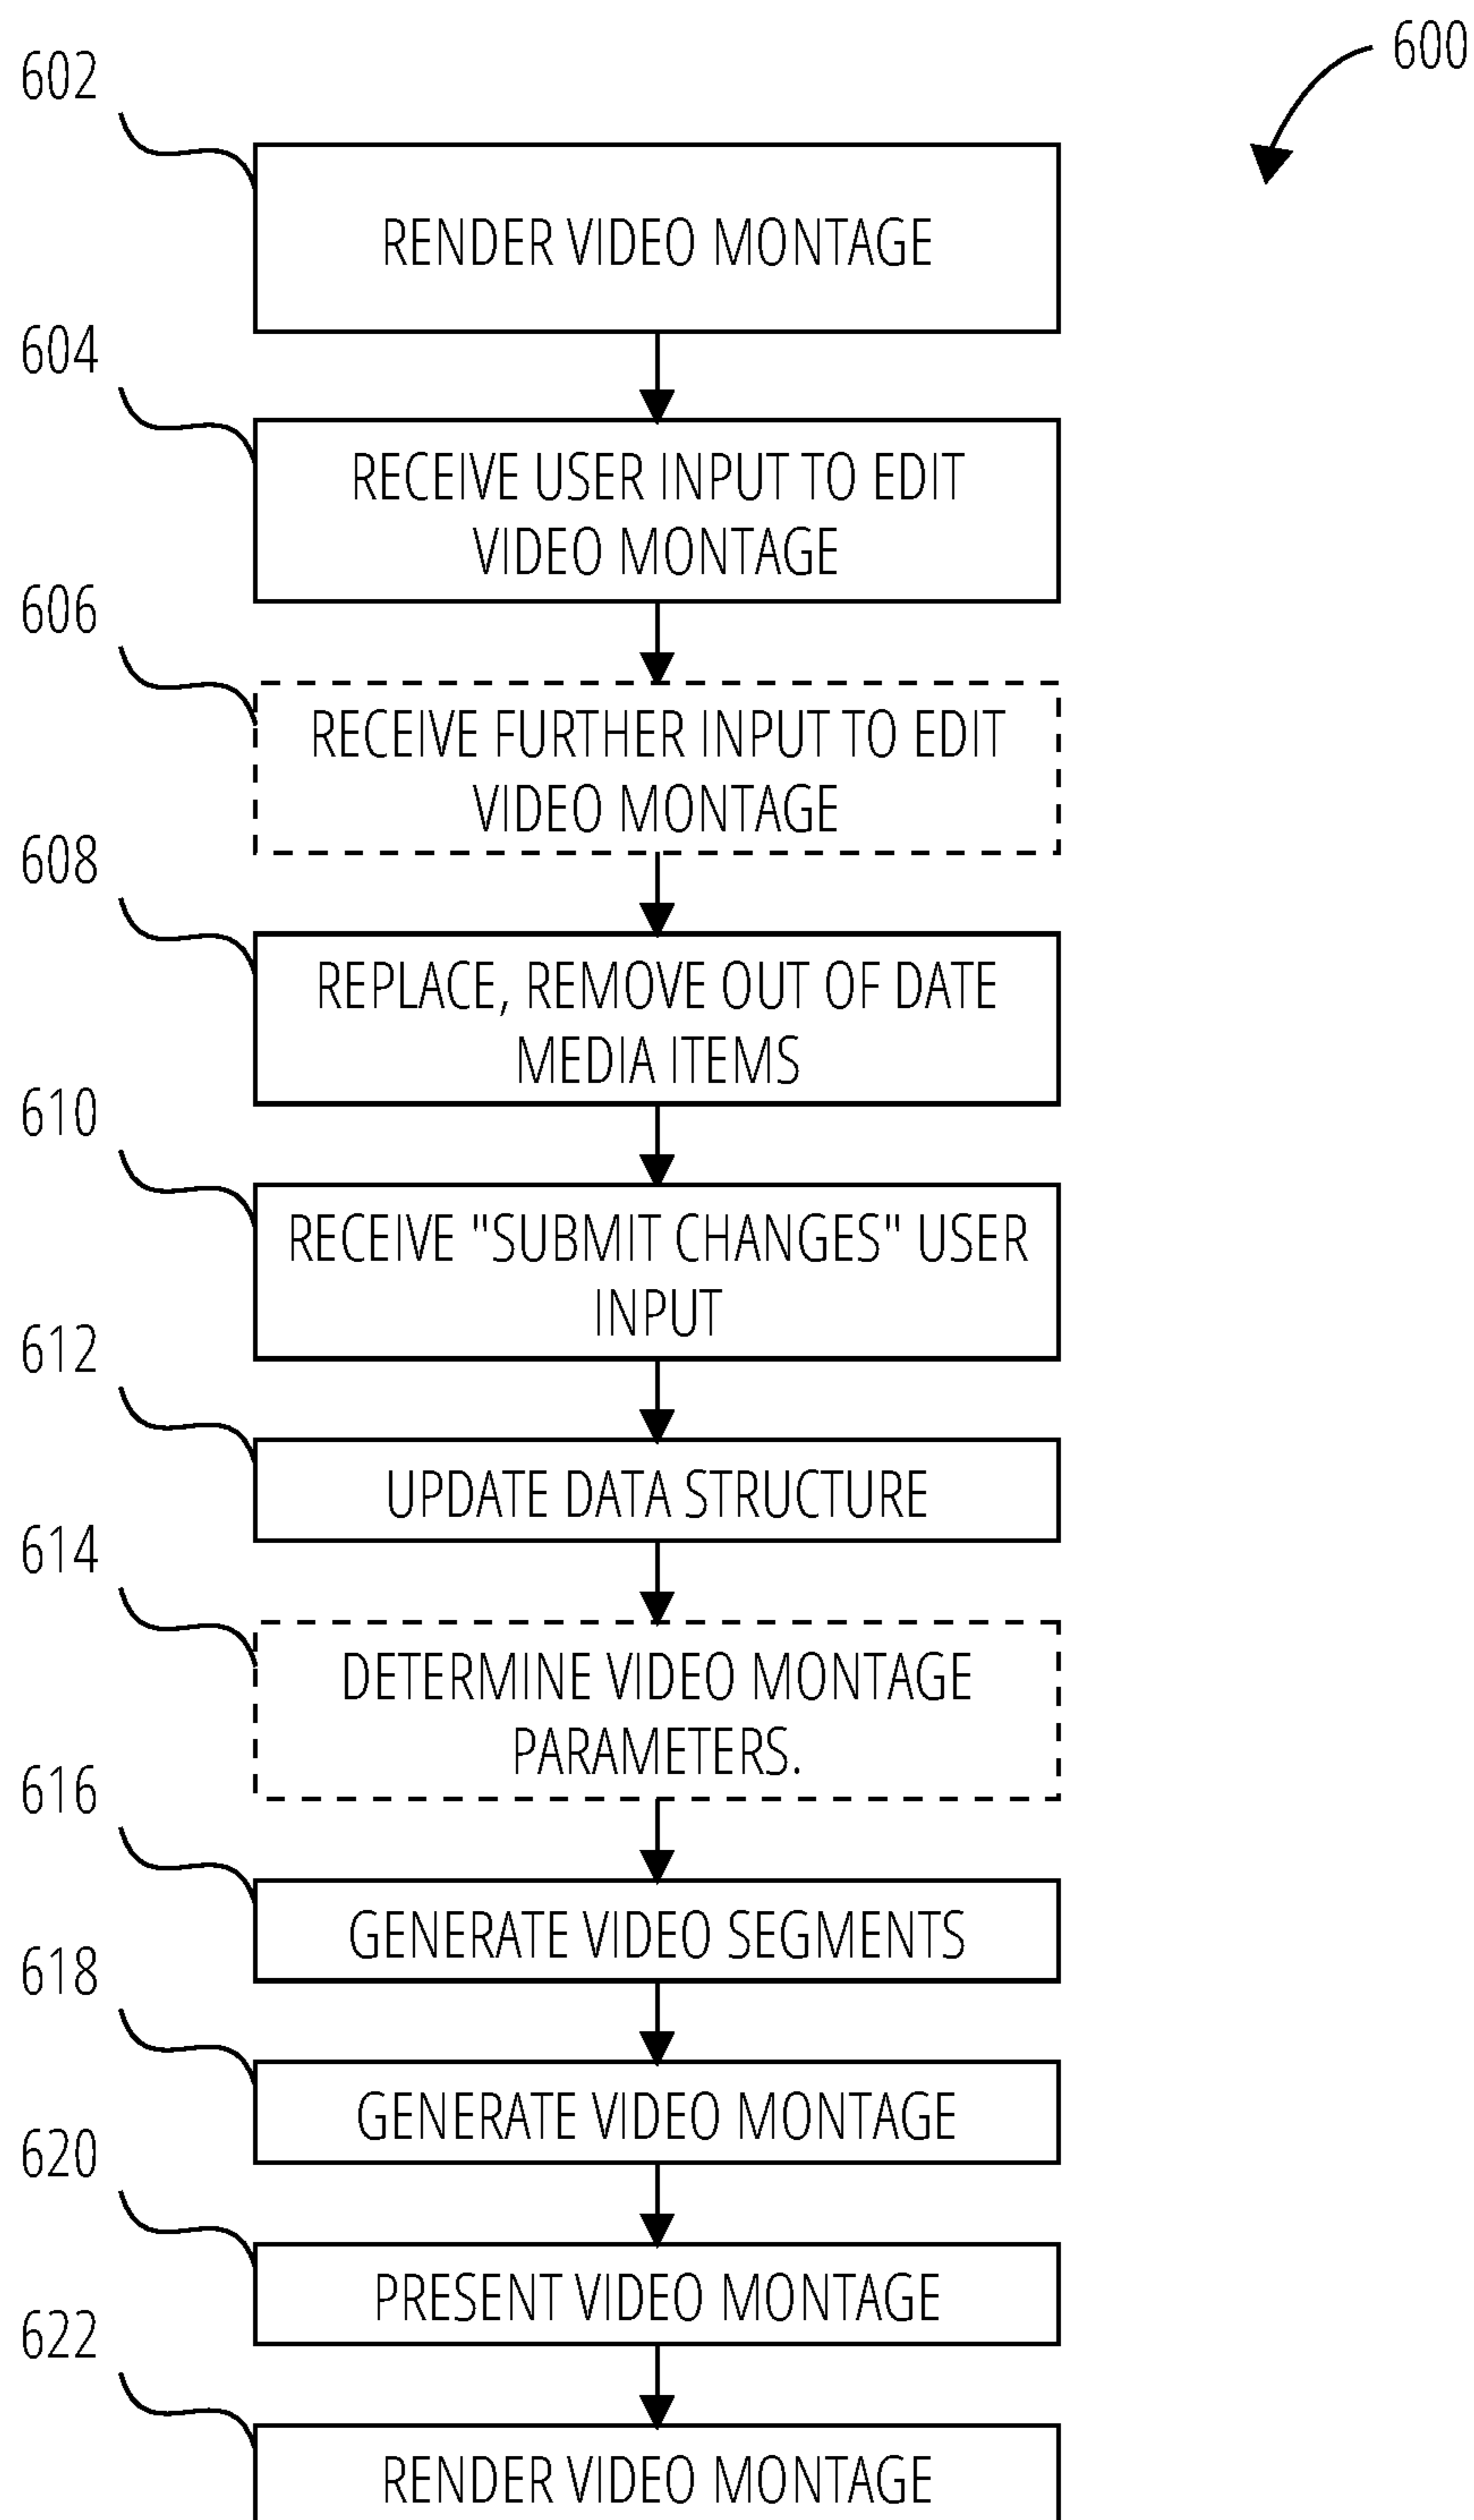 600
602
RENDER VIDEO MONTAGE
604
RECEIVE USER INPUT TO EDIT
VIDEO MONTAGE
606
RECEIVE FURTHER INPUT TO EDIT
VIDEO MONTAGE
608
REPLACE, REMOVE OUT OF DATE
MEDIA ITEMS
610
RECEIVE "SUBMIT CHANGES" USER
INPUT
612
UPDATE DATA STRUCTURE
614
DETERMINE VIDEO MONTAGE
PARAMETERS.
616
GENERATE VIDEO SEGMENTS
618
GENERATE VIDEO MONTAGE
620
PRESENT VIDEO MONTAGE
622
RENDER VIDEO MONTAGE